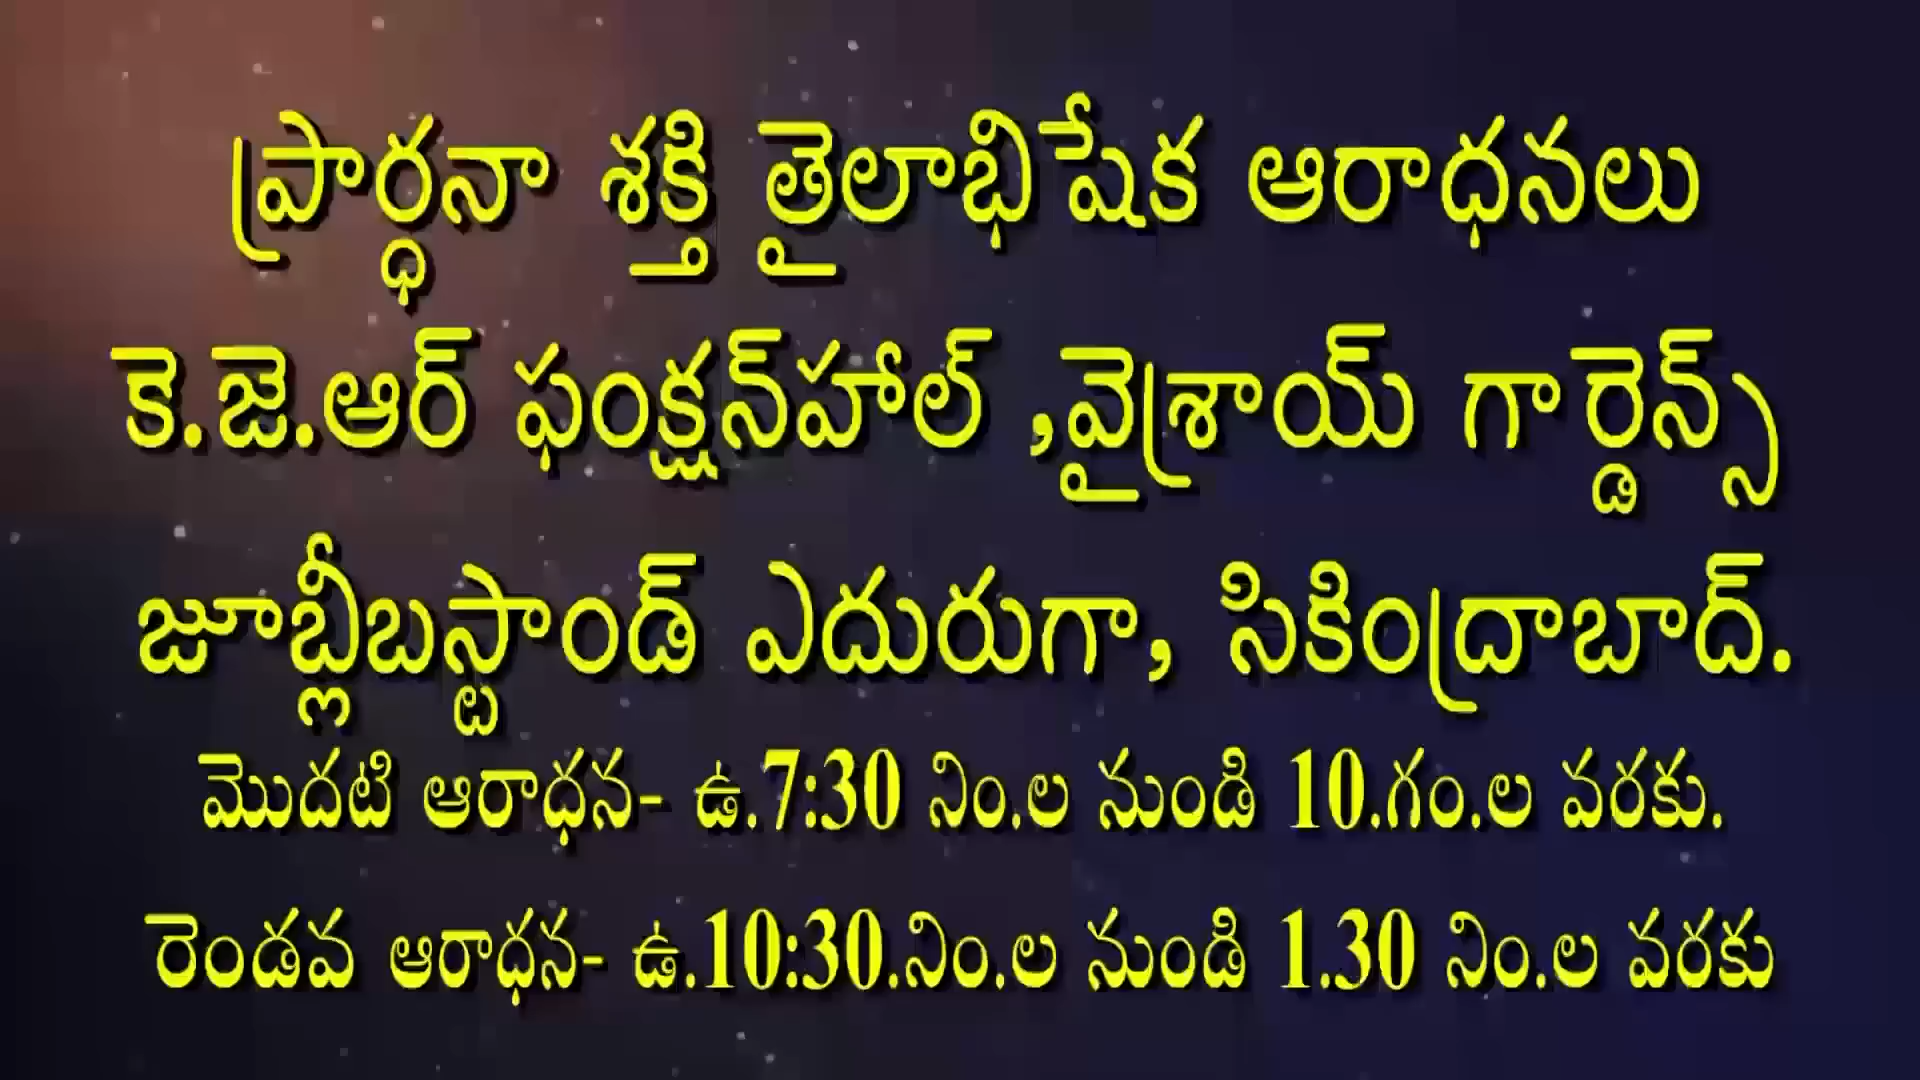 ప్రార్ధనా శక్తి తైలాభిషేక ఆరాధనలు
కె.జె.ఆర్ ఫంక్షన్‌హాల్ ,వైశ్రాయ్ గార్డెన్స్
జూబ్లీబస్టాండ్ ఎదురుగా, సికింద్రాబాద్.
మొదటి ఆరాధన- ఉ.7:30 నిం.ల నుండి 10.గం.ల వరకు.
రెండవ ఆరాధన- ఉ.10:30.నిం.ల నుండి 1.30 నిం.ల వరకు